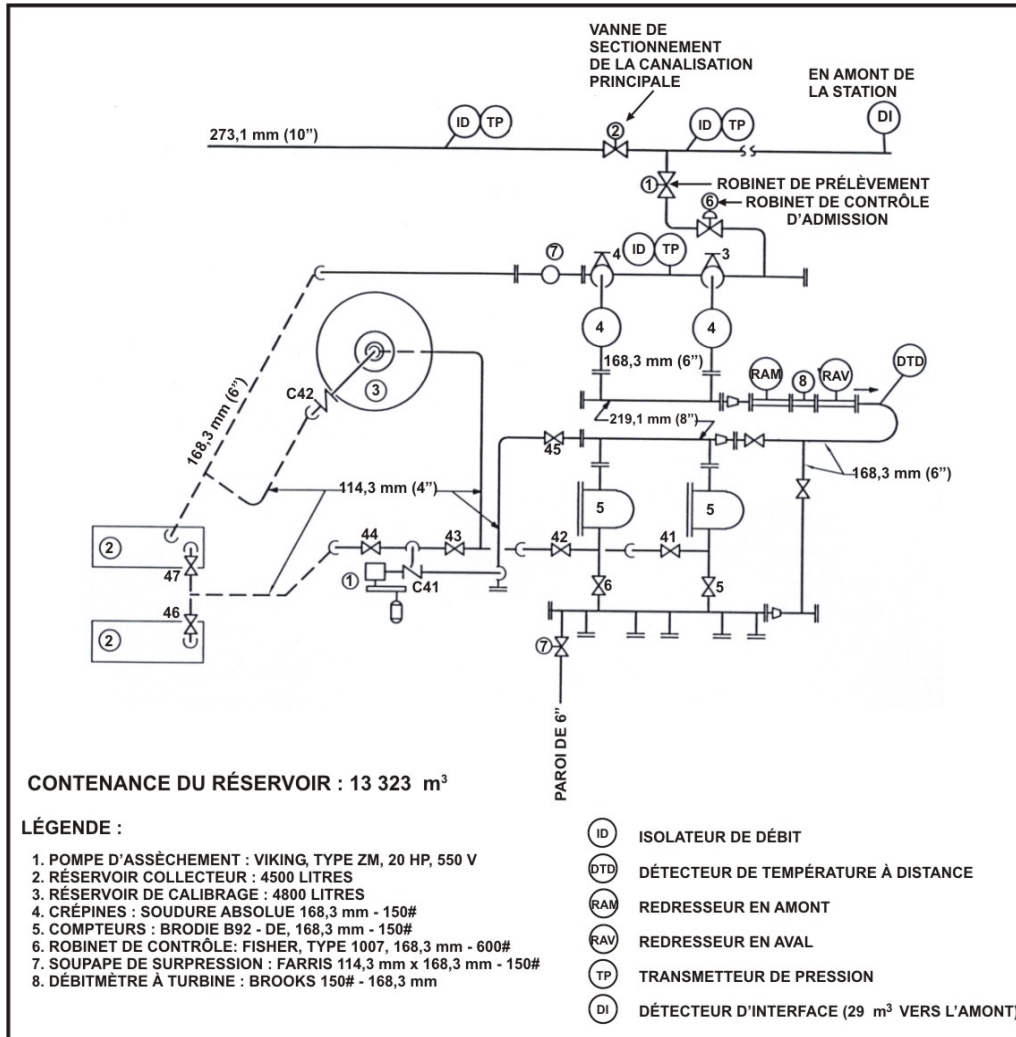 VANNE DE
SECTIONNEMENT
DE LA CANALISATION
PRINCIPALE
EN AMONT DE
LA STATION
DI
ID TP
2
ID TP
273,1 mm (10”)
1
ROBINET DE PRÉLÈVEMENT
6
ROBINET DE CONTRÔLE
D’ADMISSION
7
4
ID TP
3
4
4
3
C42
168,3 mm (6”)
168,3 mm (6”)
RAM
8
RAV
DTD
219,1 mm (8”)
45
168,3 mm (6”)
114,3 mm (4”)
5
5
2
47
44
43
42
41
1
C41
6
5
46
2
7
PAROI DE 6”
CONTENANCE DU RÉSERVOIR : 13 323 m³
LÉGENDE :
1. POMPE D’ASSÈCHEMENT : VIKING, TYPE ZM, 20 HP, 550 V
2. RÉSERVOIR COLLECTEUR : 4500 LITRES
3. RÉSERVOIR DE CALIBRAGE : 4800 LITRES
4. CRÉPINES : SOUDURE ABSOLUE 168,3 mm - 150#
5. COMPTEURS : BRODIE B92 - DE, 168,3 mm - 150#
6. ROBINET DE CONTRÔLE: FISHER, TYPE 1007, 168,3 mm - 600#
7. SOUPAPE DE SURPRESSION : FARRIS 114,3 mm x 168,3 mm - 150#
8. DÉBITMÈTRE À TURBINE : BROOKS 150# - 168,3 mm
ID ISOLATEUR DE DÉBIT
DTD DÉTECTEUR DE TEMPÉRATURE À DISTANCE
RAM REDRESSEUR EN AMONT
RAV REDRESSEUR EN AVAL
TP TRANSMETTEUR DE PRESSION
DI DÉTECTEUR D’INTERFACE (29 m³ VERS L’AMONT)